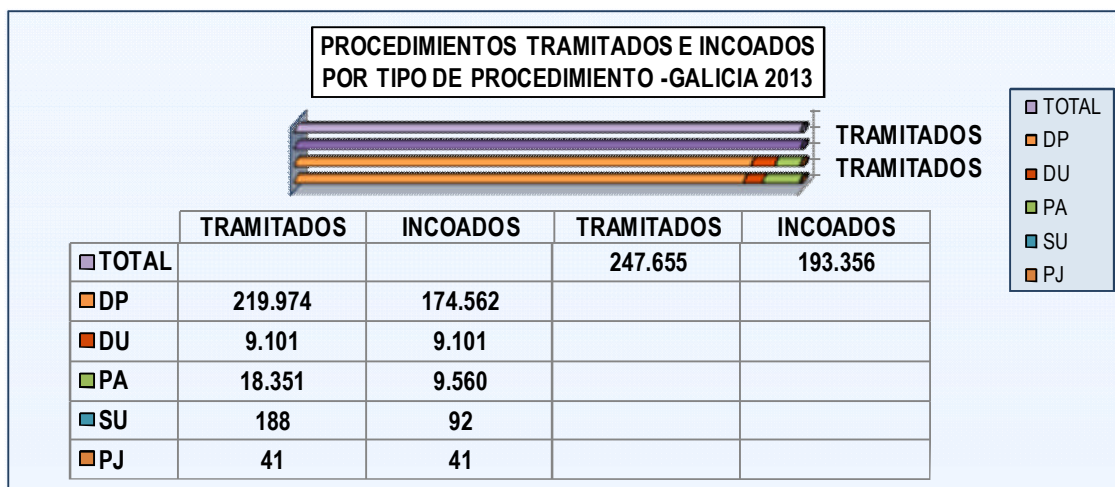 PROCEDIMIENTOS TRAMITADOS E INCOADOS
POR TIPO DE PROCEDIMIENTO -GALICIA 2013
TRAMITADOS
TRAMITADOS
TOTAL
DP
DU
PA
SU
PJ
TRAMITADOS INCOADOS TRAMITADOS INCOADOS
TOTAL 247.655 193.356
DP 219.974 174.562
DU 9.101 9.101
PA 18.351 9.560
SU 188 92
PJ 41 41